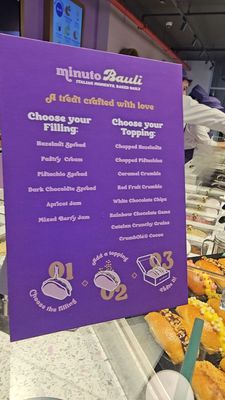 minuto Bauli
ITALIAN MOMENTS, BAKED DAILY
A treat crafted with love
Choose your
Filling:
Hazelnut Spread
Pastry Cream
Pistachio Spread
Dark Chocolate Spread
Apricot Jam
Mixed Berry Jam
Choose your
Topping:
Chopped Hazelnuts
Chopped Pistachios
Caramel Crumble
Red Fruit Crumble
White Chocolate Chips
Rainbow Chocolate Gems
Catalan Crunchy Grains
Crumbole Cocoa
01
Choose the filling
Add a topping
02
03